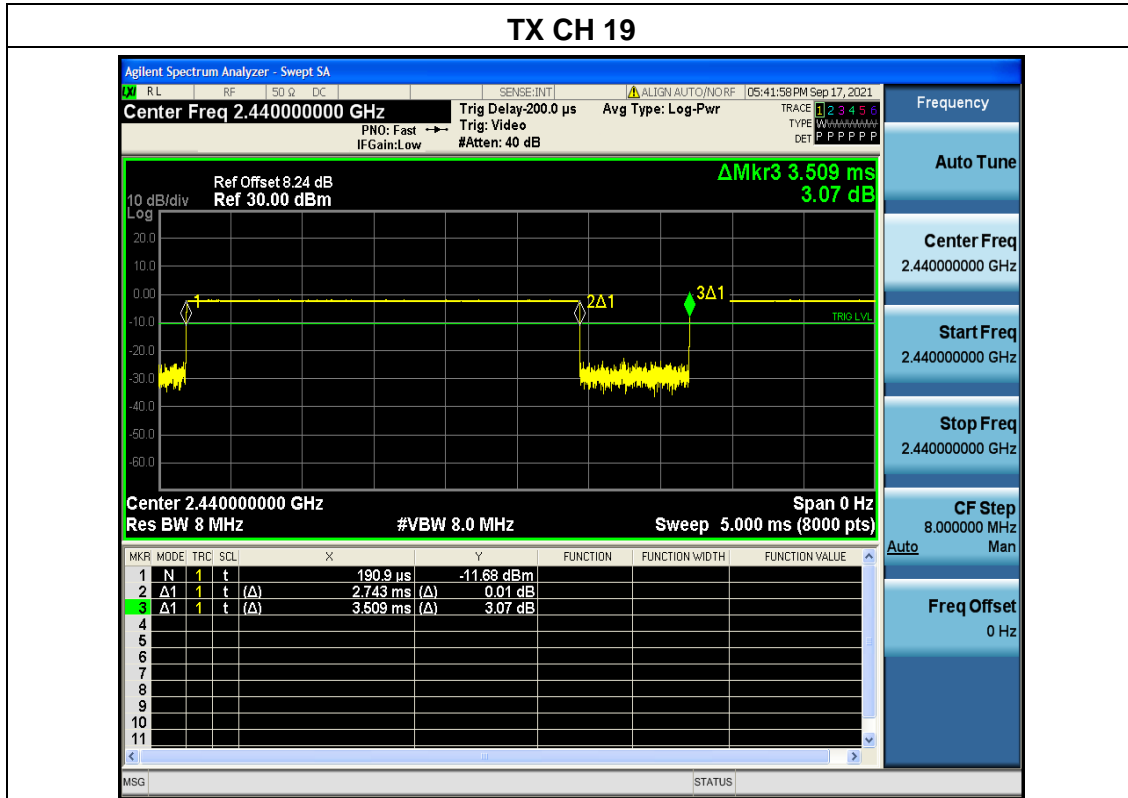 TX CH 19
Agilent Spectrum Analyzer - Swept SA
LXI RL RF 50 Ω DC SENSE:INT ALIGN AUTO/NO RF 05:41:58 PM Sep 17, 2021
Center Freq 2.440000000 GHz
PNO: Fast
IFGain:Low
Trig Delay-200.0 µs
Trig: Video
#Atten: 40 dB
Avg Type: Log-Pwr
TRACE 1 2 3 4 5 6
TYPE W
DET P P P P P P
ΔMkr3 3.509 ms
3.07 dB
Ref Offset 8.24 dB
10 dB/div Ref 30.00 dBm
Log
20.0
10.0
0.00
-10.0
-20.0
-30.0
-40.0
-50.0
-60.0
1
2Δ1
3Δ1
TRIG LVL
Center 2.440000000 GHz Span 0 Hz
Res BW 8 MHz #VBW 8.0 MHz Sweep 5.000 ms (8000 pts)
MKR MODE TRC SCL X Y FUNCTION FUNCTION WIDTH FUNCTION VALUE
1 N 1 t 190.9 µs -11.68 dBm
2 Δ1 1 t (Δ) 2.743 ms (Δ) 0.01 dB
3 Δ1 1 t (Δ) 3.509 ms (Δ) 3.07 dB
4
5
6
7
8
9
10
11
MSG STATUS
Frequency
Auto Tune
Center Freq
2.440000000 GHz
Start Freq
2.440000000 GHz
Stop Freq
2.440000000 GHz
CF Step
8.000000 MHz
Auto Man
Freq Offset
0 Hz